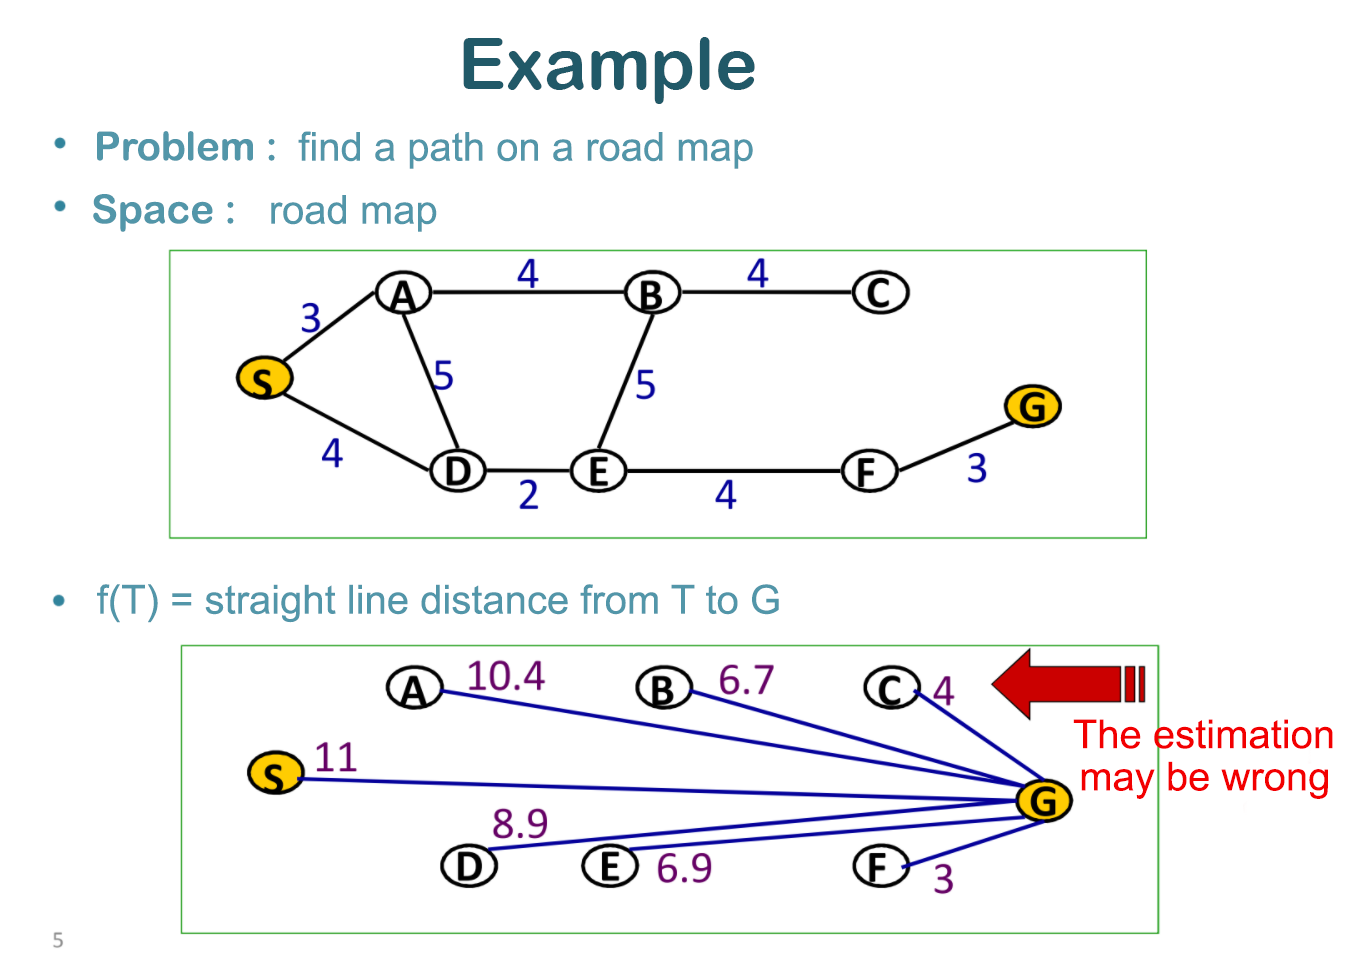 Example
• Problem : find a path on a road map
• Space : road map
4
4
A
B
C
3
S
5
5
G
4
D
E
F
3
2
4
• f(T) = straight line distance from T to G
A
10.4
B
6.7
C
4
The estimation
may be wrong
S
11
G
8.9
D
E
6.9
F
3
5